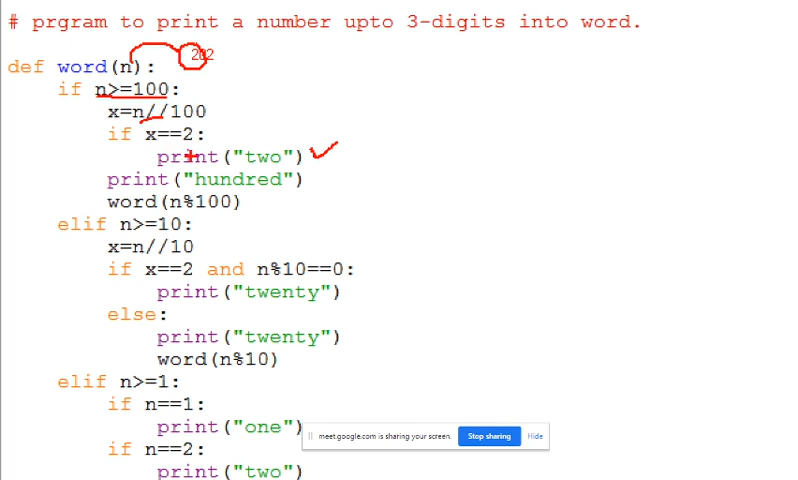 # prgram to print a number upto 3-digits into word.
202
def word(n):
if n>=100:
x=n//100
if x==2:
print("two")
print("hundred")
word(n%100)
elif n>=10:
x=n//10
if x==2 and n%10==0:
print("twenty")
else:
print("twenty")
word(n%10)
elif n>=1:
if n==1:
print("one")
meet.google.com is sharing your screen. Stop sharing Hide
if n==2:
print("two")